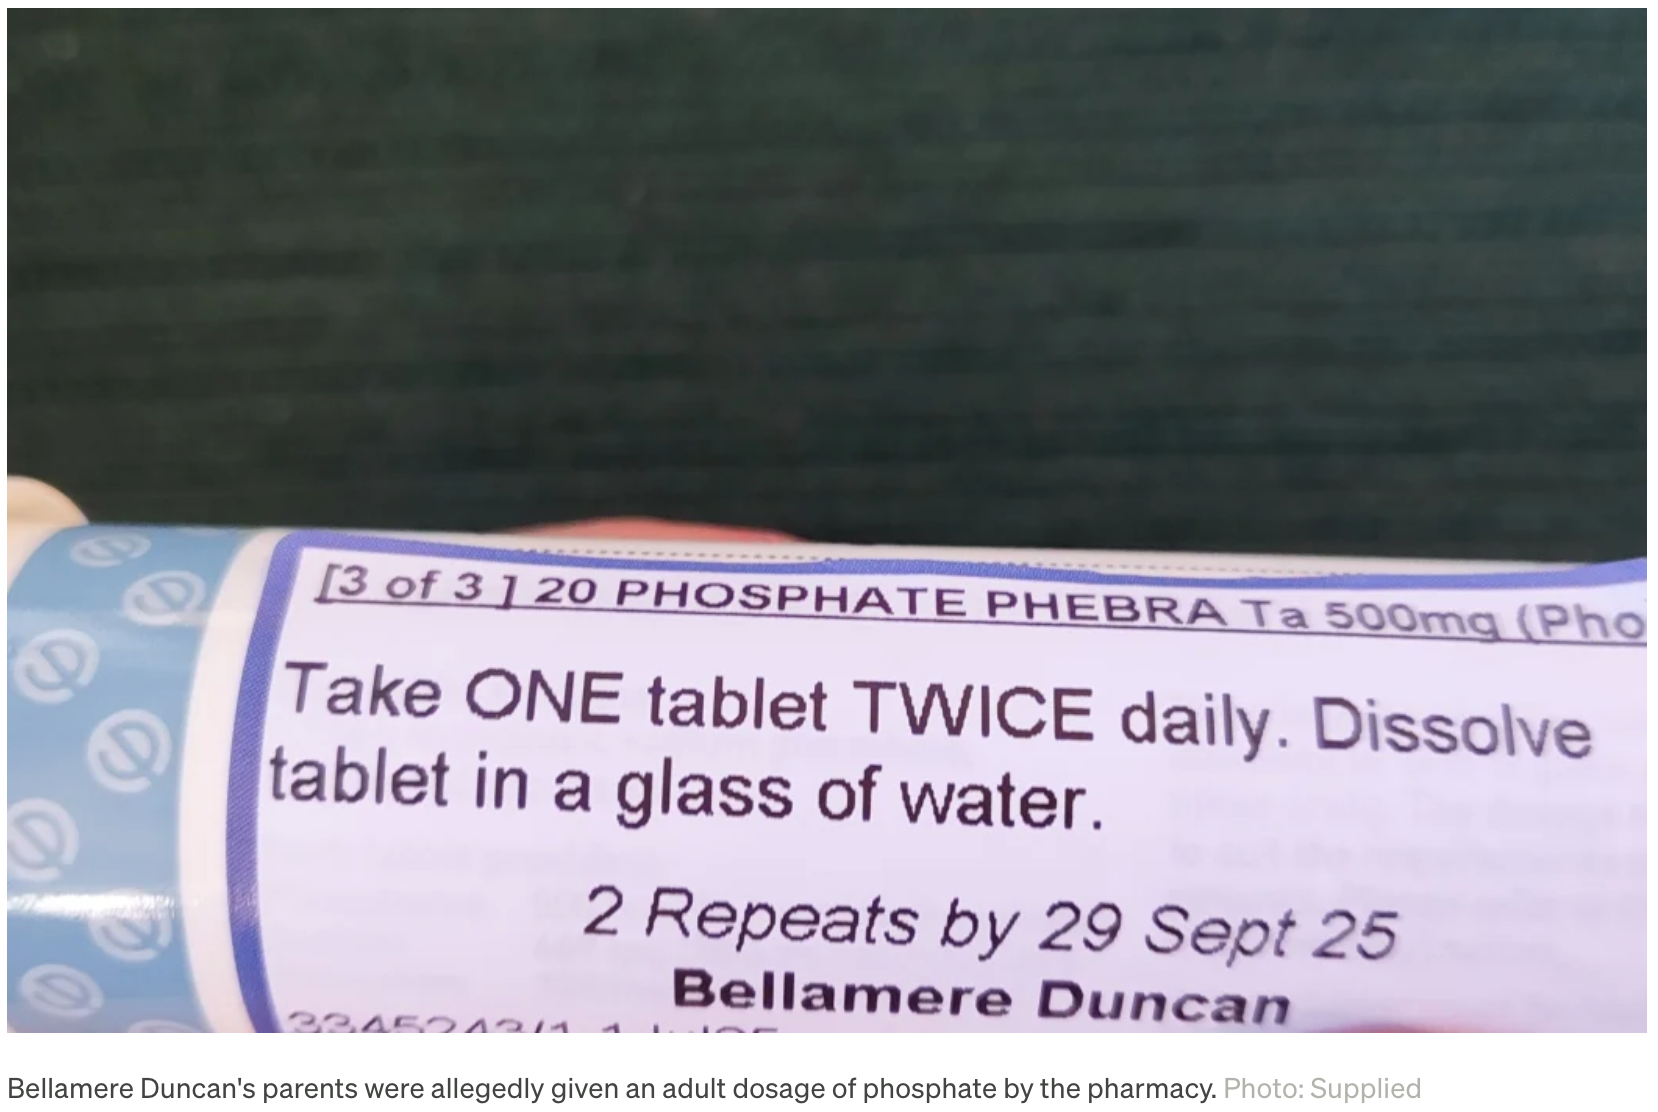 [3 of 3 ] 20 PHOSPHATE PHEBRA Ta 500mg (Pho
Take ONE tablet TWICE daily. Dissolve
tablet in a glass of water.
2 Repeats by 29 Sept 25
Bellamere Duncan
Bellamere Duncan's parents were allegedly given an adult dosage of phosphate by the pharmacy. Photo: Supplied